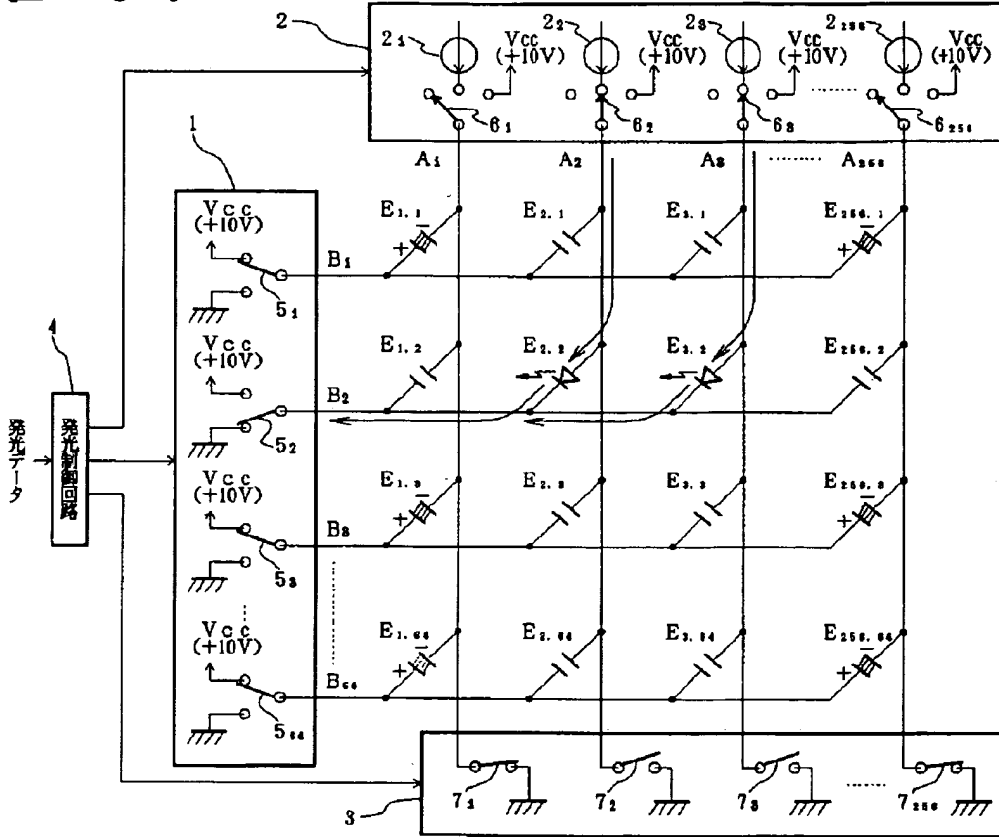 2
2₁
2₂
2₃
2₂₅₆
Vcc
(+10V)
Vcc
(+10V)
Vcc
(+10V)
Vcc
(+10V)
6₁
6₂
6₃
A₁
A₂
A₃
A₂₅₆
1
Vcc
(+10V)
5₁
B₁
E₁.₁
E₂.₁
E₃.₁
E₂₅₆.₁
+
−
+
−
4
発光データ
発光制御回路
Vcc
(+10V)
5₂
B₂
E₁.₂
E₂.₂
E₃.₂
E₂₅₆.₂
Vcc
(+10V)
5₃
B₃
E₁.₃
E₂.₃
E₃.₃
E₂₅₆.₃
+
−
+
−
Vcc
(+10V)
5₆₄
E₁.₆₄
E₂.₆₄
E₃.₆₄
E₂₅₆.₆₄
+
−
+
−
3
7₁
7₂
7₃
7₂₅₆